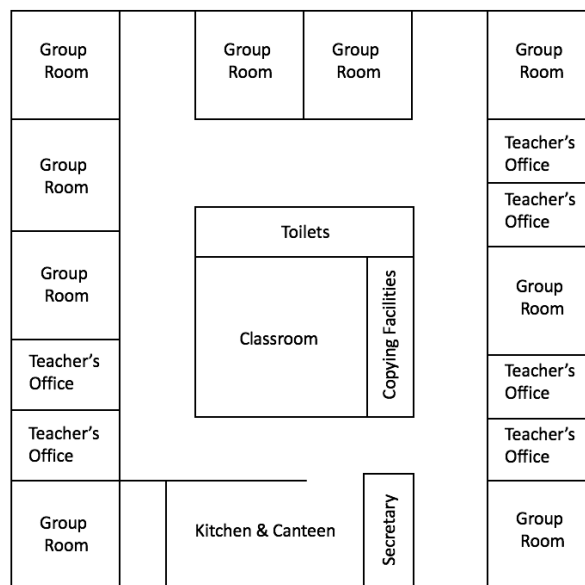 Group
Room
Group
Room
Group
Room
Group
Room
Group
Room
Teacher's
Office
Teacher's
Office
Toilets
Group
Room
Classroom
Copying Facilities
Group
Room
Teacher's
Office
Teacher's
Office
Teacher's
Office
Teacher's
Office
Group
Room
Kitchen & Canteen
Secretary
Group
Room